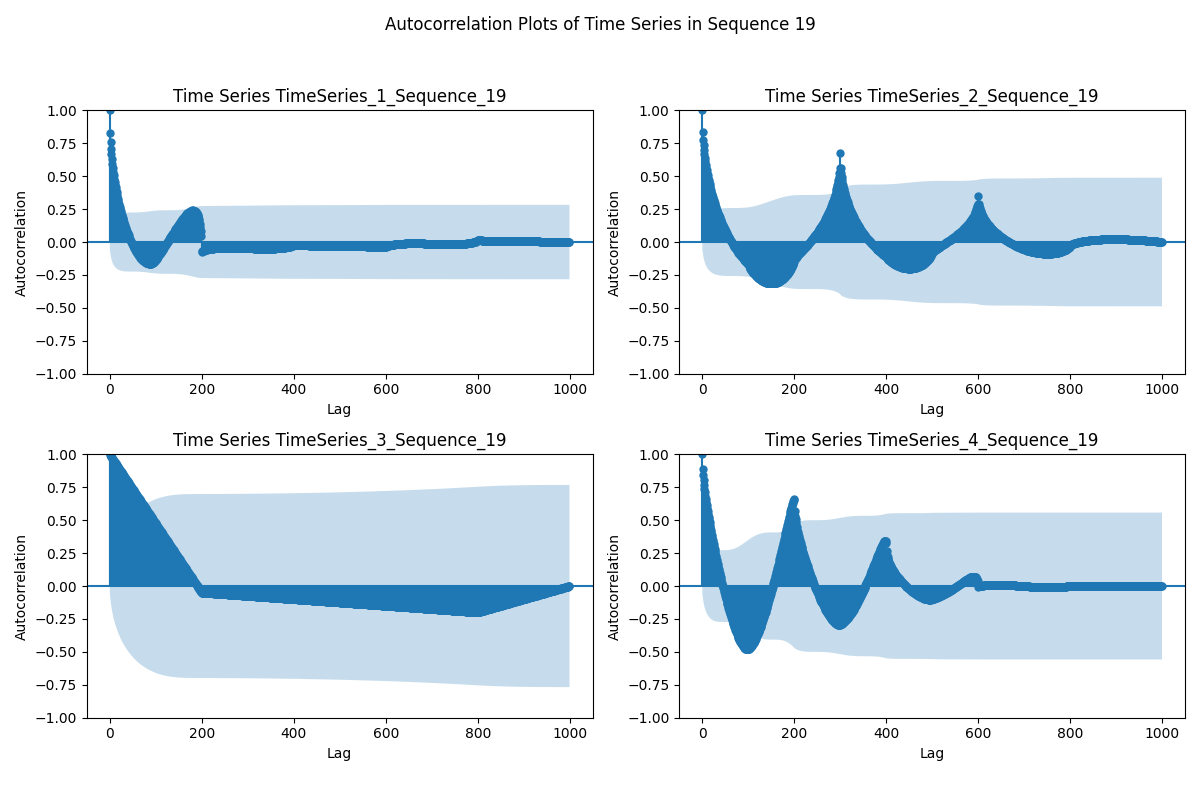 Autocorrelation Plots of Time Series in Sequence 19
Time Series TimeSeries_1_Sequence_19
1.00
0.75
0.50
0.25
0.00
−0.25
−0.50
−0.75
−1.00
Autocorrelation
0 200 400 600 800 1000
Lag
Time Series TimeSeries_2_Sequence_19
1.00
0.75
0.50
0.25
0.00
−0.25
−0.50
−0.75
−1.00
Autocorrelation
0 200 400 600 800 1000
Lag
Time Series TimeSeries_3_Sequence_19
1.00
0.75
0.50
0.25
0.00
−0.25
−0.50
−0.75
−1.00
Autocorrelation
0 200 400 600 800 1000
Lag
Time Series TimeSeries_4_Sequence_19
1.00
0.75
0.50
0.25
0.00
−0.25
−0.50
−0.75
−1.00
Autocorrelation
0 200 400 600 800 1000
Lag